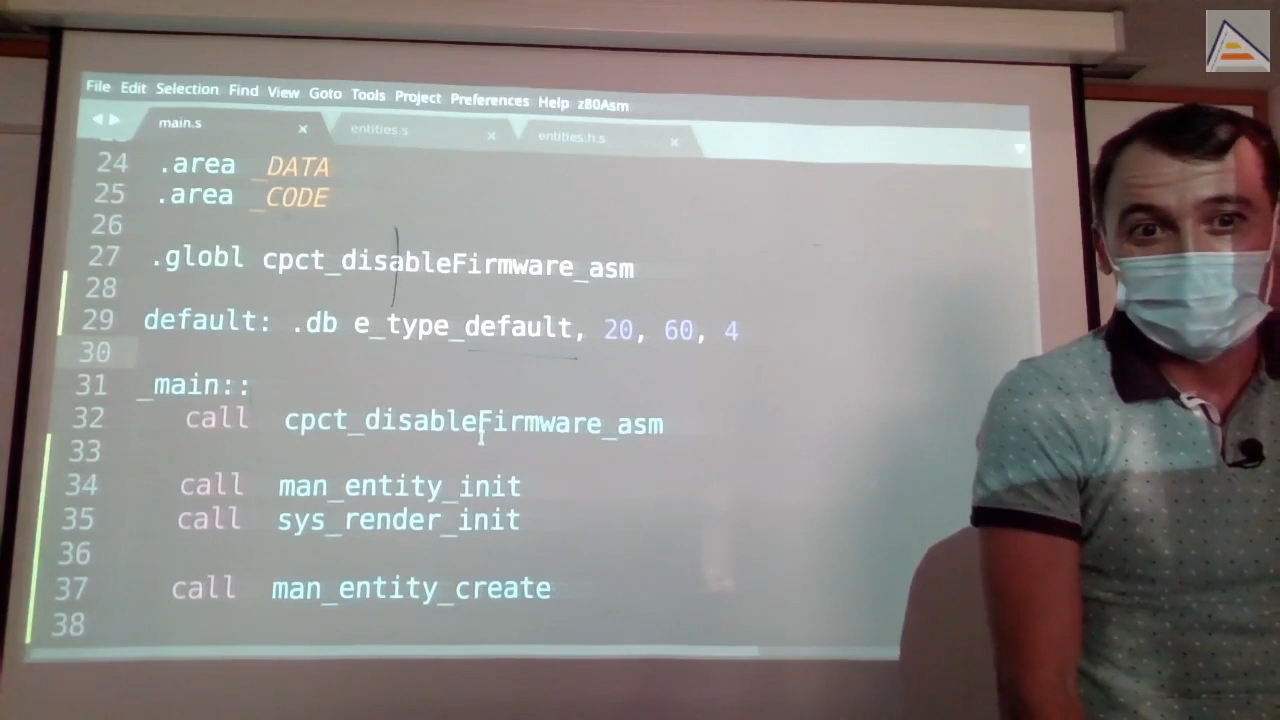 File Edit Selection Find View Goto Tools Project Preferences Help z80Asm
main.s entities.s entities.h.s
24 .area _DATA
25 .area _CODE
26
27 .globl cpct_disableFirmware_asm
28
29 default: .db e_type_default, 20, 60, 4
30
31 _main::
32 call cpct_disableFirmware_asm
33
34 call man_entity_init
35 call sys_render_init
36
37 call man_entity_create
38